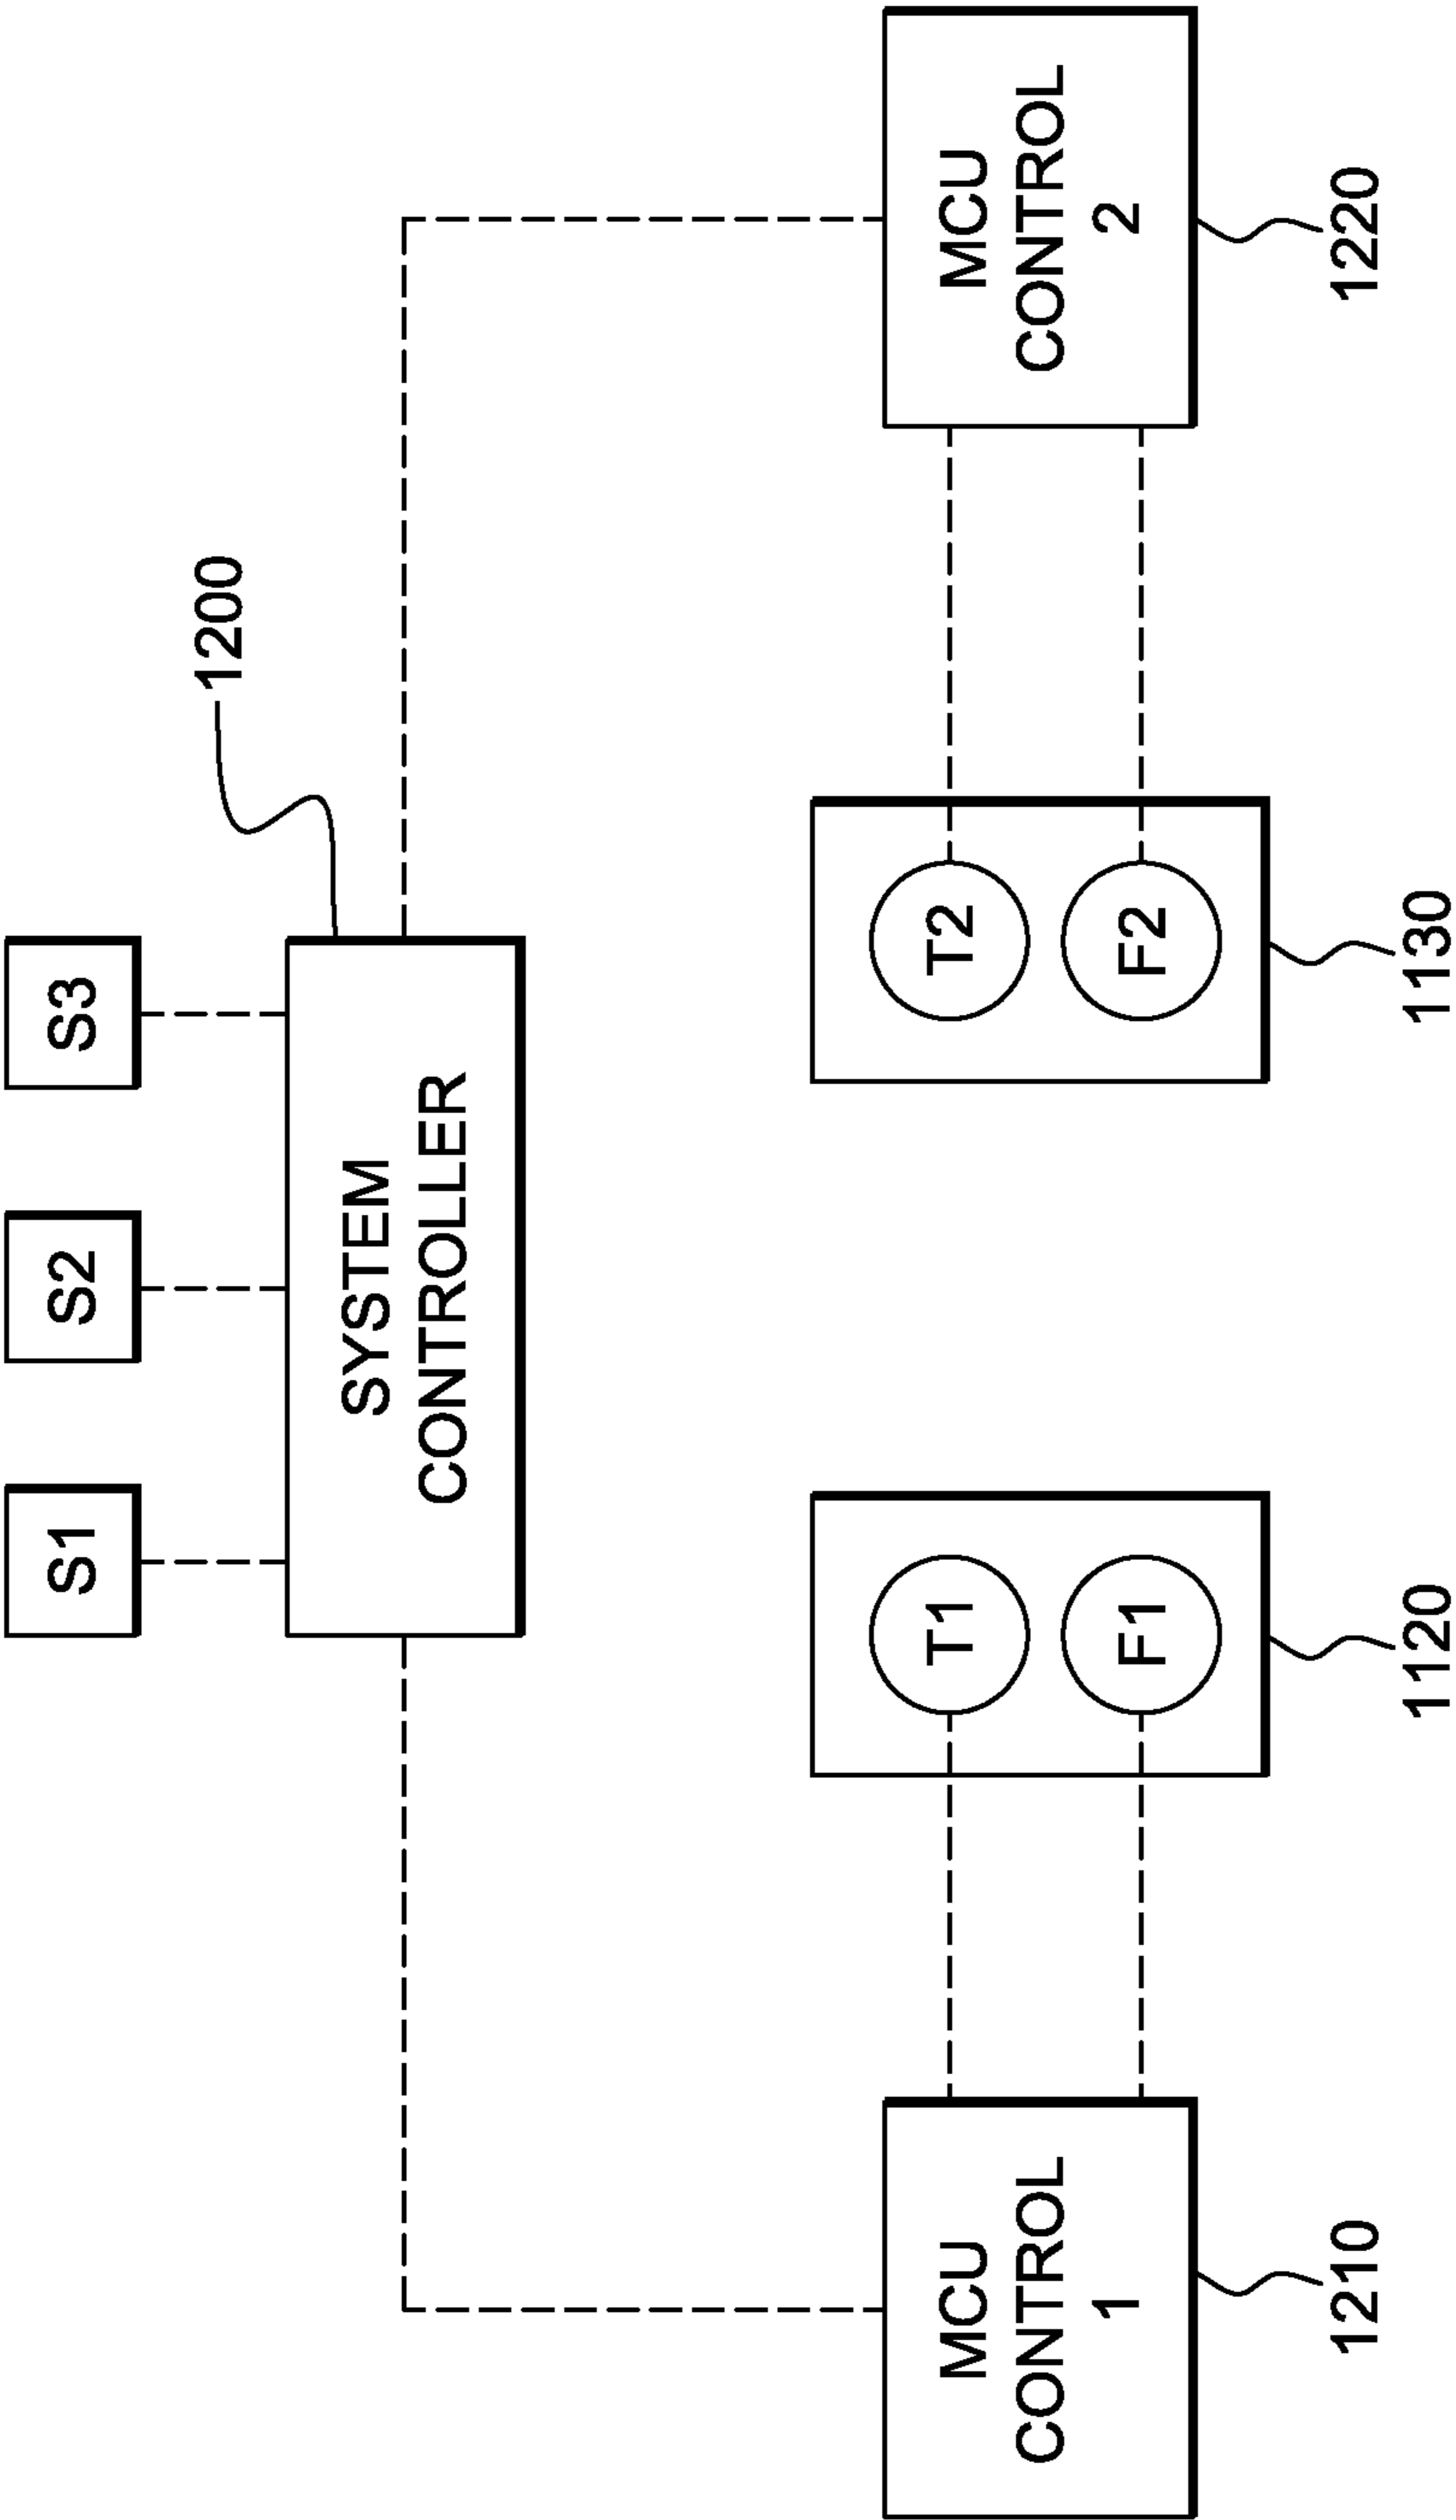 S1
S2
S3
1200
SYSTEM
CONTROLLER
MCU
CONTROL
1
T1
F1
T2
F2
MCU
CONTROL
2
1210
1220
1120
1130